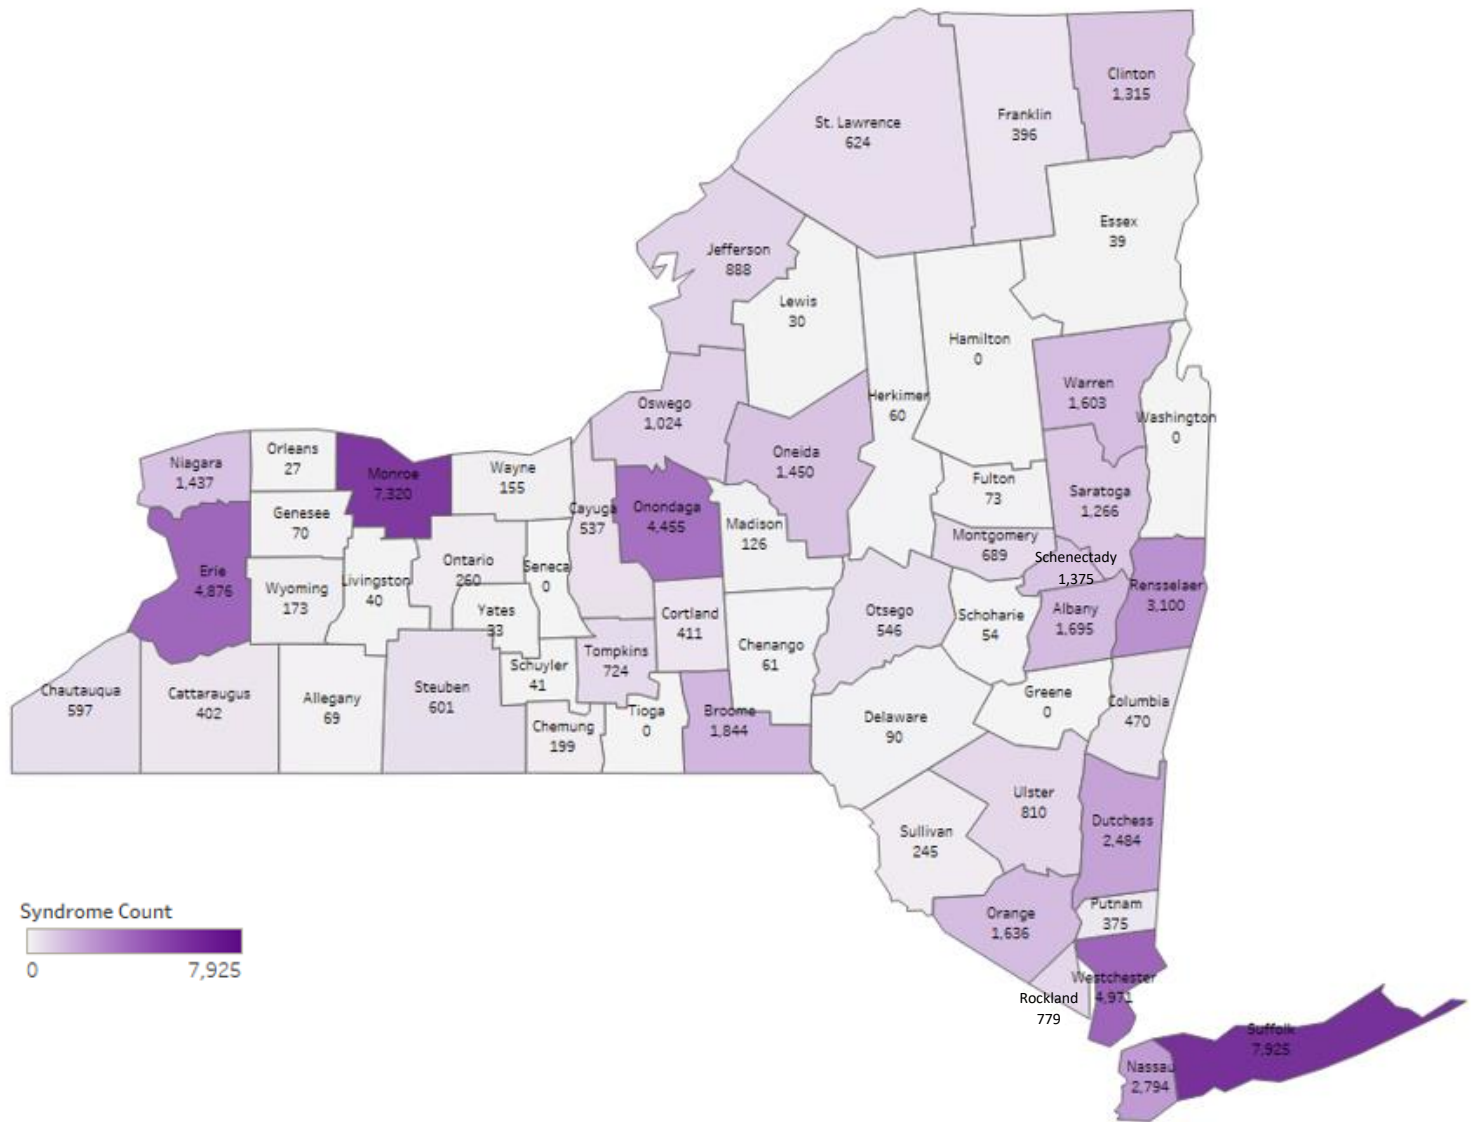 Clinton
1,315
Franklin
396
St. Lawrence
624
Essex
39
Jefferson
888
Lewis
30
Hamilton
0
Herkimer
60
Warren
1,603
Washington
0
Oswego
1,024
Oneida
1,450
Niagara
1,437
Orleans
27
Monroe
7,320
Wayne
155
Cayuga
537
Onondaga
4,455
Madison
126
Fulton
73
Saratoga
1,266
Genesee
70
Montgomery
689
Schenectady
1,375
Erie
4,876
Wyoming
173
Livingston
40
Ontario
260
Seneca
0
Yates
33
Cortland
411
Chenango
61
Otsego
546
Schoharie
54
Albany
1,695
Rensselaer
3,100
Chautauqua
597
Cattaraugus
402
Allegany
69
Steuben
601
Schuyler
41
Tompkins
724
Chemung
199
Tioga
0
Broome
1,844
Delaware
90
Greene
0
Columbia
470
Ulster
810
Dutchess
2,484
Sullivan
245
Orange
1,636
Putnam
375
Westchester
4,971
Rockland
779
Suffolk
7,925
Nassau
2,794
Syndrome Count
0 7,925